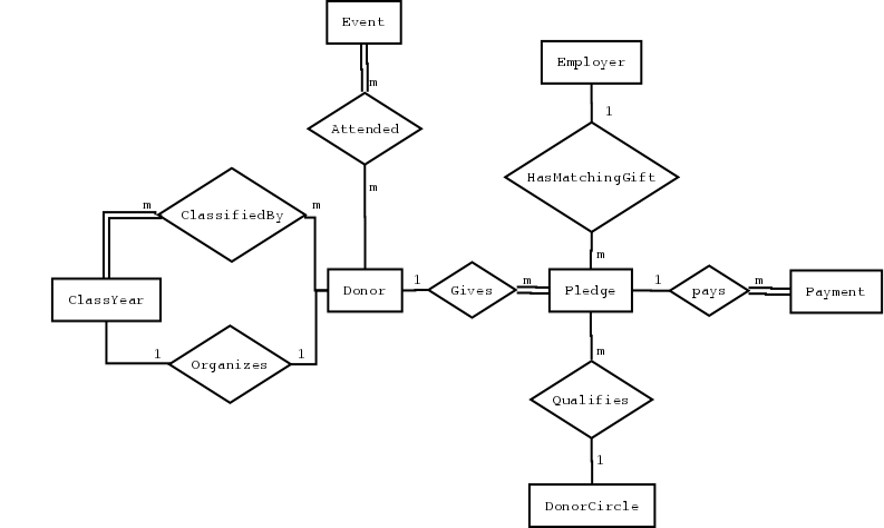 Event
Employer
m
1
Attended
HasMatchingGift
m
m
m
ClassifiedBy
m
ClassYear
Donor
1
Gives
m
Pledge
1
pays
m
Payment
1
Organizes
1
m
Qualifies
1
DonorCircle